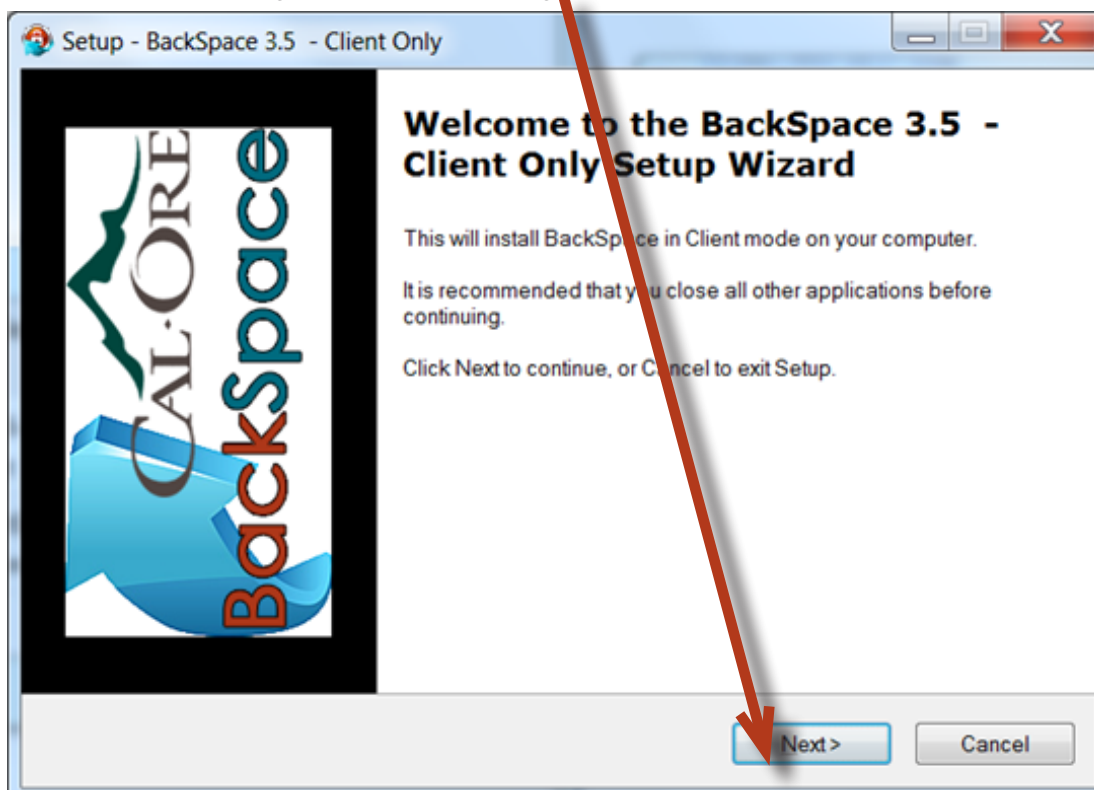 Setup - BackSpace 3.5 - Client Only
CAL·ORE
BackSpace
Welcome to the BackSpace 3.5 -
Client Only Setup Wizard
This will install BackSpace in Client mode on your computer.
It is recommended that you close all other applications before
continuing.
Click Next to continue, or Cancel to exit Setup.
Next >
Cancel